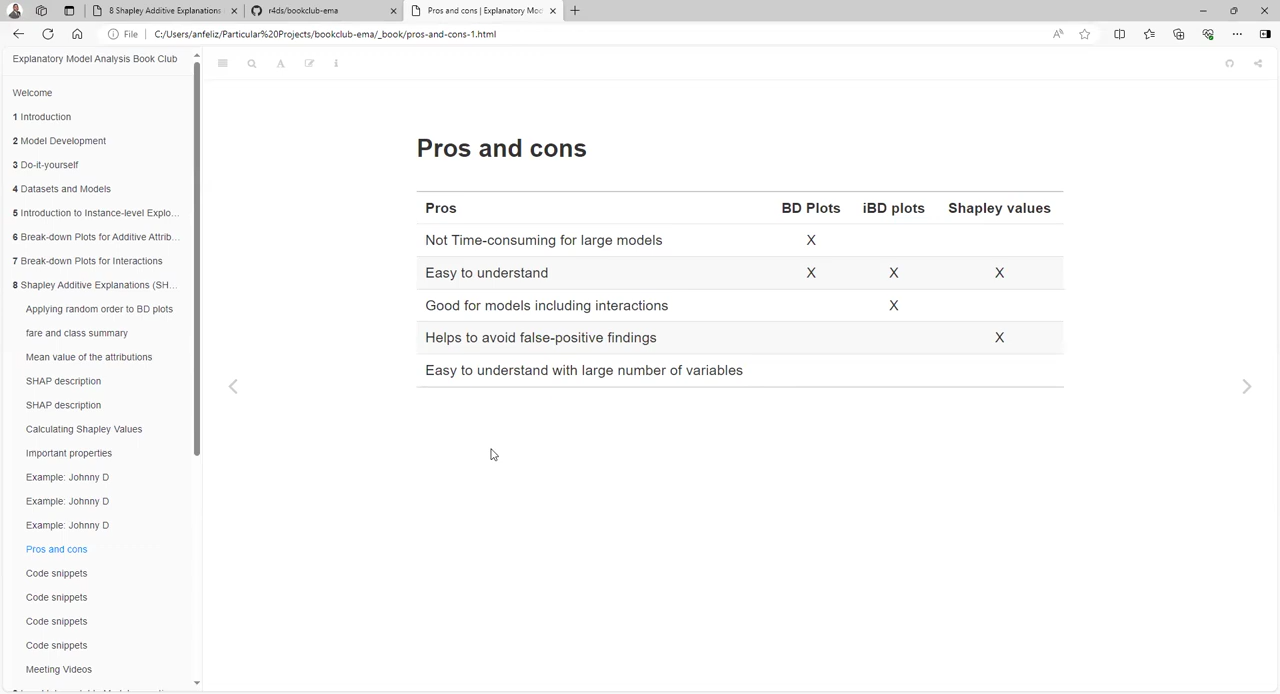 8 Shapley Additive Explanations
r4ds/bookclub-ema
Pros and cons | Explanatory Mod
File
C:/Users/anfeliz/Particular%20Projects/bookclub-ema/_book/pros-and-cons-1.html
Explanatory Model Analysis Book Club
Welcome
1 Introduction
2 Model Development
3 Do-it-yourself
4 Datasets and Models
5 Introduction to Instance-level Explo...
6 Break-down Plots for Additive Attrib...
7 Break-down Plots for Interactions
8 Shapley Additive Explanations (SH...
Applying random order to BD plots
fare and class summary
Mean value of the attributions
SHAP description
SHAP description
Calculating Shapley Values
Important properties
Example: Johnny D
Example: Johnny D
Example: Johnny D
Pros and cons
Code snippets
Code snippets
Code snippets
Code snippets
Meeting Videos
Pros and cons
Pros BD Plots iBD plots Shapley values
Not Time-consuming for large models X
Easy to understand X X X
Good for models including interactions X
Helps to avoid false-positive findings X
Easy to understand with large number of variables